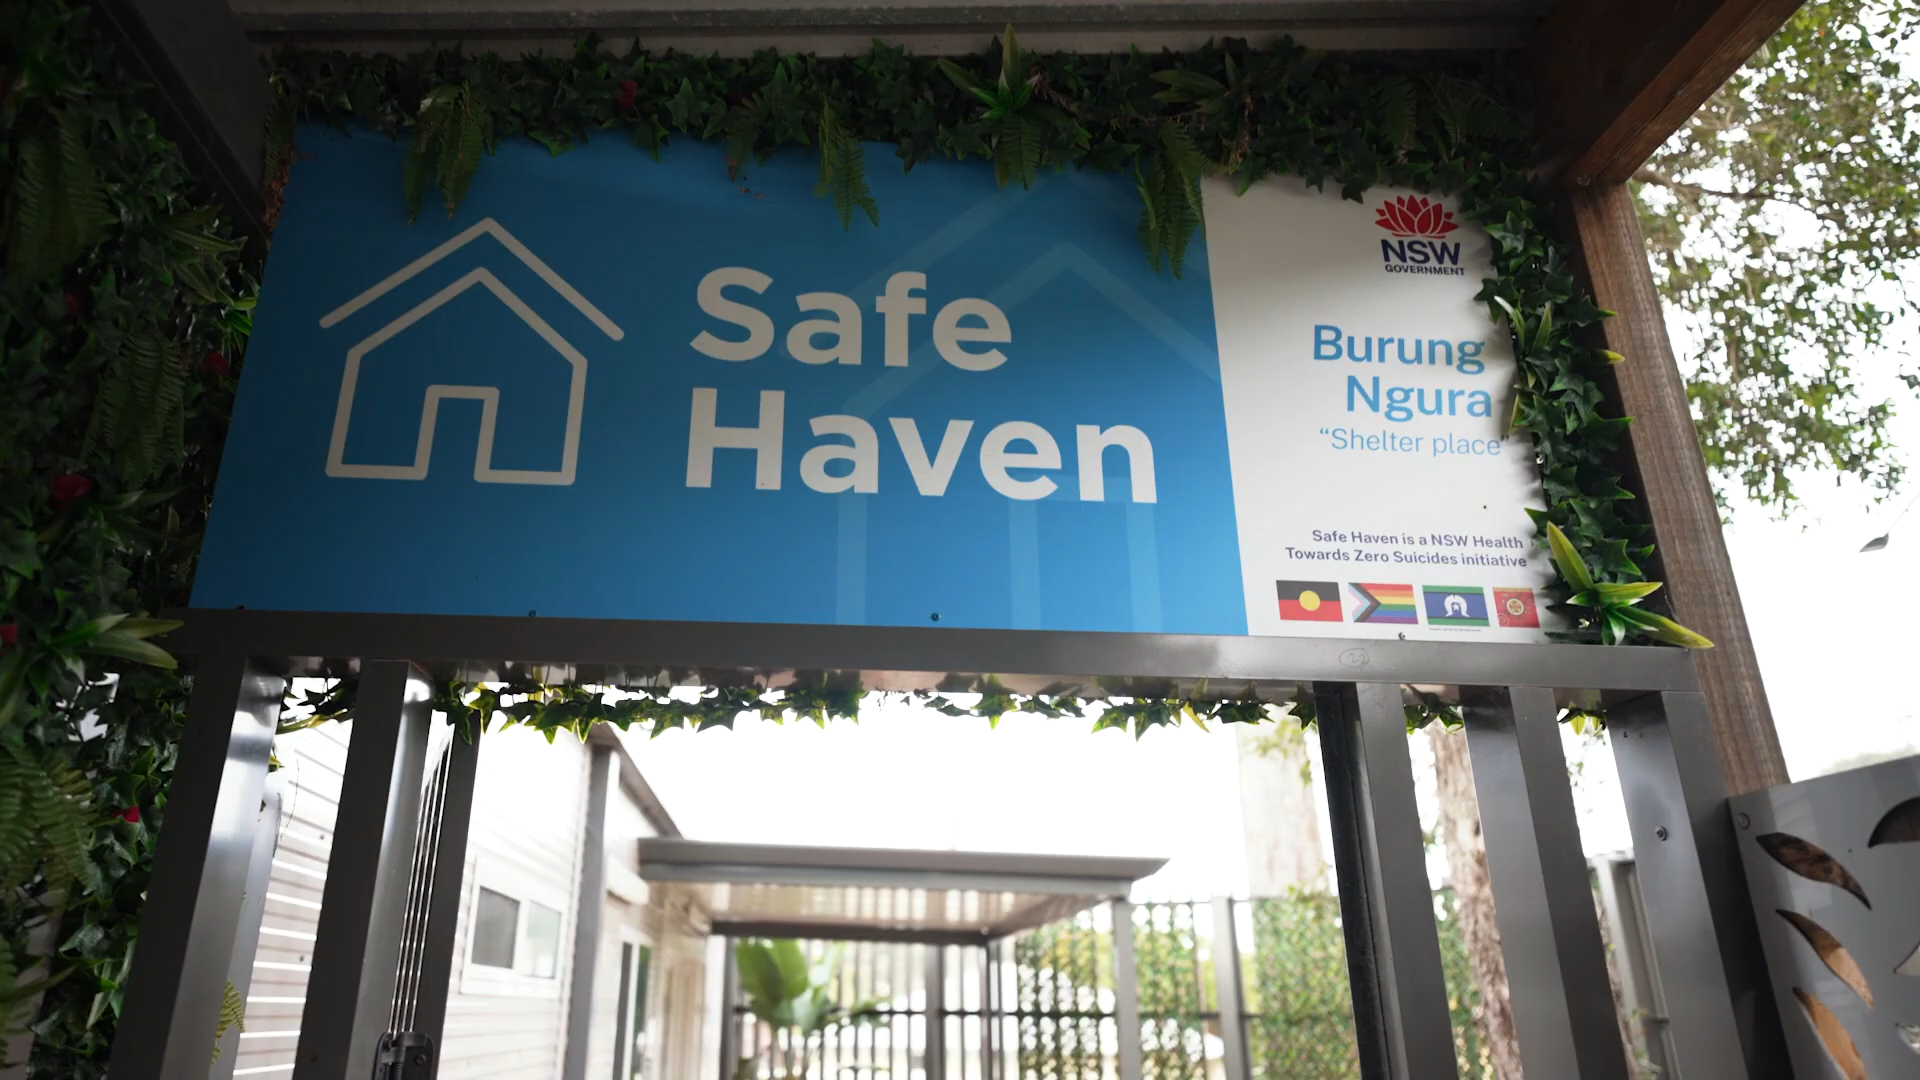 Safe
Haven
NSW
GOVERNMENT
Burung
Ngura
“Shelter place”
Safe Haven is a NSW Health
Towards Zero Suicides initiative